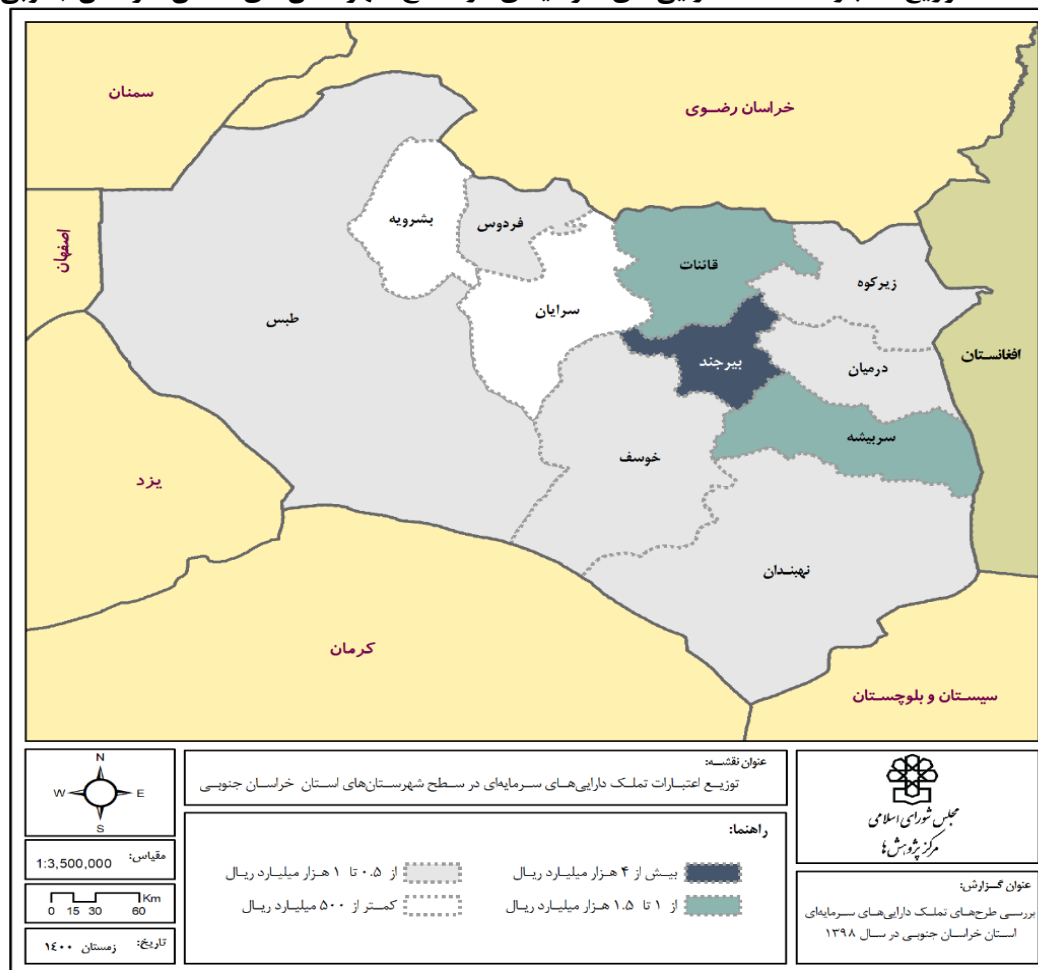 سمنان
خراسان رضوی
اصفهان
بشرویه
فردوس
قائنات
زیرکوه
سرایان
طبس
افغانستان
بیرجند
درمیان
سربیشه
خوسف
یزد
نهبندان
کرمان
سیستان و بلوچستان
N
W E
S
مقیاس: 1:3,500,000
Km
0 15 30 60
تاریخ: زمستان ۱۴۰۰
عنوان نقشه:
توزیع اعتبارات تملک دارایی‌های سرمایه‌ای در سطح شهرستان‌های استان خراسان جنوبی
راهنما:
بیش از ۴ هزار میلیارد ریال
از ۰.۵ تا ۱ هزار میلیارد ریال
از ۱ تا ۱.۵ هزار میلیارد ریال
کمتر از ۵۰۰ میلیارد ریال
مجلس شورای اسلامی
مرکز پژوهش‌ها
عنوان گزارش:
بررسی طرح‌های تملک دارایی‌های سرمایه‌ای
استان خراسان جنوبی در سال ۱۳۹۸